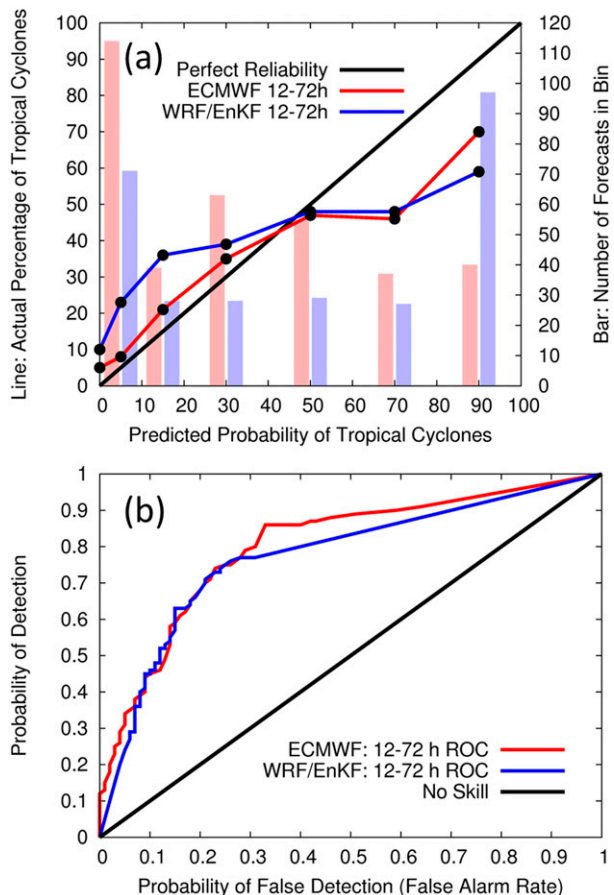 (a)
Perfect Reliability
ECMWF 12-72h
WRF/EnKF 12-72h
Line: Actual Percentage of Tropical Cyclones
100
90
80
70
60
50
40
30
20
10
0
Bar: Number of Forecasts in Bin
120
110
100
90
80
70
60
50
40
30
20
10
0
0 10 20 30 40 50 60 70 80 90 100
Predicted Probability of Tropical Cyclones
(b)
Probability of Detection
1
0.9
0.8
0.7
0.6
0.5
0.4
0.3
0.2
0.1
0
ECMWF: 12-72 h ROC
WRF/EnKF: 12-72 h ROC
No Skill
0 0.1 0.2 0.3 0.4 0.5 0.6 0.7 0.8 0.9 1
Probability of False Detection (False Alarm Rate)